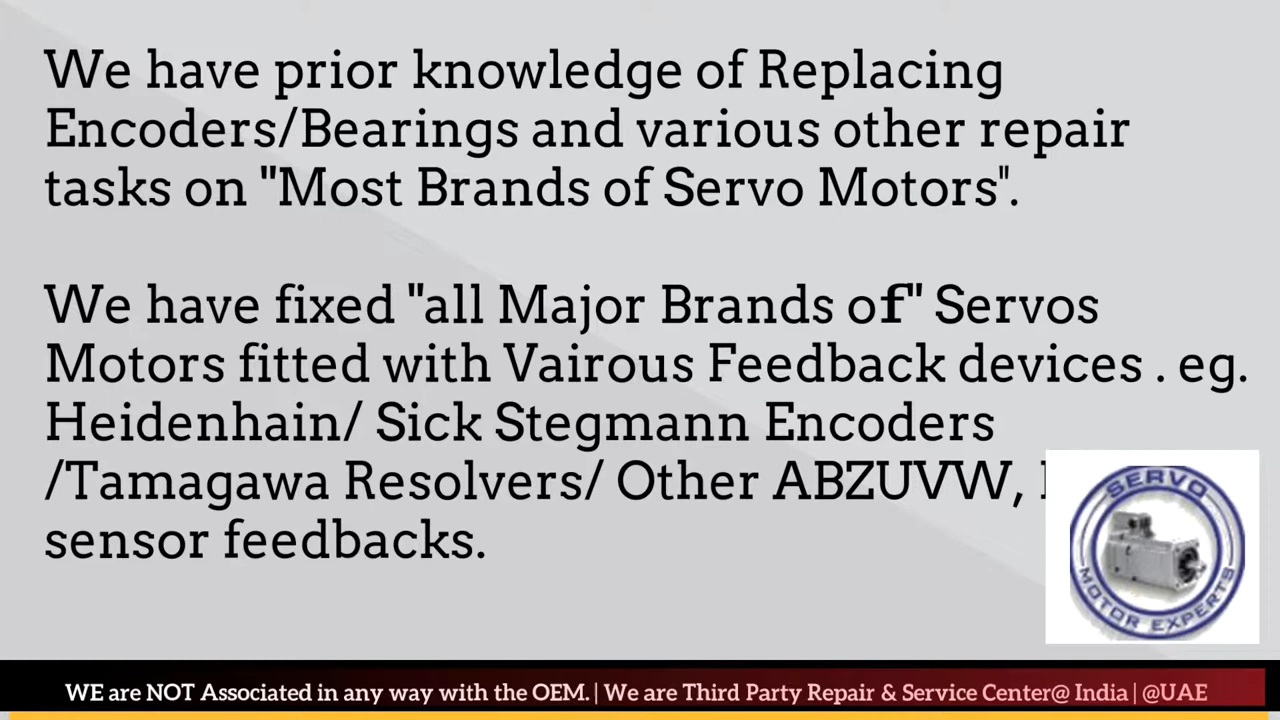 We have prior knowledge of Replacing
Encoders/Bearings and various other repair
tasks on "Most Brands of Servo Motors".
We have fixed "all Major Brands of" Servos
Motors fitted with Vairous Feedback devices . eg.
Heidenhain/ Sick Stegmann Encoders
/Tamagawa Resolvers/ Other ABZUVW,
sensor feedbacks.
SERVO
MOTOR EXPERTS
WE are NOT Associated in any way with the OEM. | We are Third Party Repair & Service Center@ India | @UAE